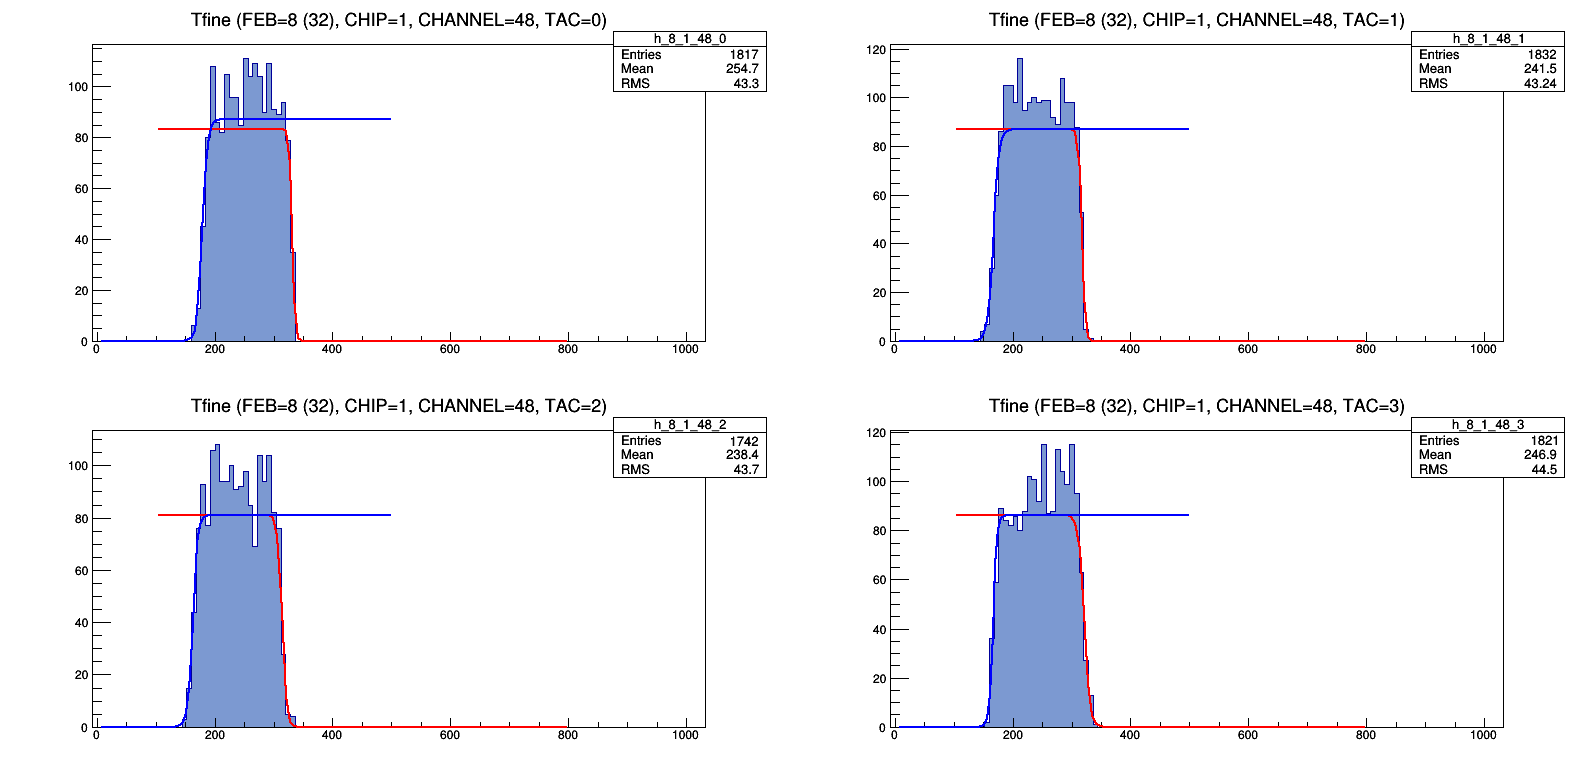 Tfine (FEB=8 (32), CHIP=1, CHANNEL=48, TAC=0)
h_8_1_48_0
Entries 1817
Mean 254.7
RMS 43.3
100
80
60
40
20
0
0 200 400 600 800 1000
Tfine (FEB=8 (32), CHIP=1, CHANNEL=48, TAC=1)
h_8_1_48_1
Entries 1832
Mean 241.5
RMS 43.24
120
100
80
60
40
20
0
0 200 400 600 800 1000
Tfine (FEB=8 (32), CHIP=1, CHANNEL=48, TAC=2)
h_8_1_48_2
Entries 1742
Mean 238.4
RMS 43.7
100
80
60
40
20
0
0 200 400 600 800 1000
Tfine (FEB=8 (32), CHIP=1, CHANNEL=48, TAC=3)
h_8_1_48_3
Entries 1821
Mean 246.9
RMS 44.5
120
100
80
60
40
20
0
0 200 400 600 800 1000